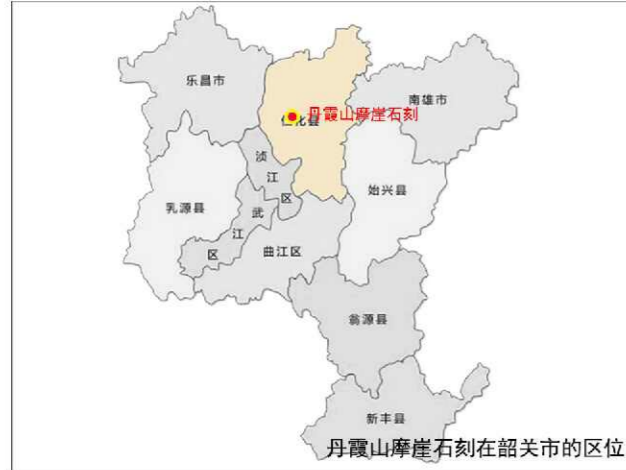 乐昌市
南雄市
仁化县
丹霞山摩崖石刻
浈
江
区
乳源县
始兴县
武
江
区
曲江区
翁源县
新丰县
丹霞山摩崖石刻在韶关市的区位